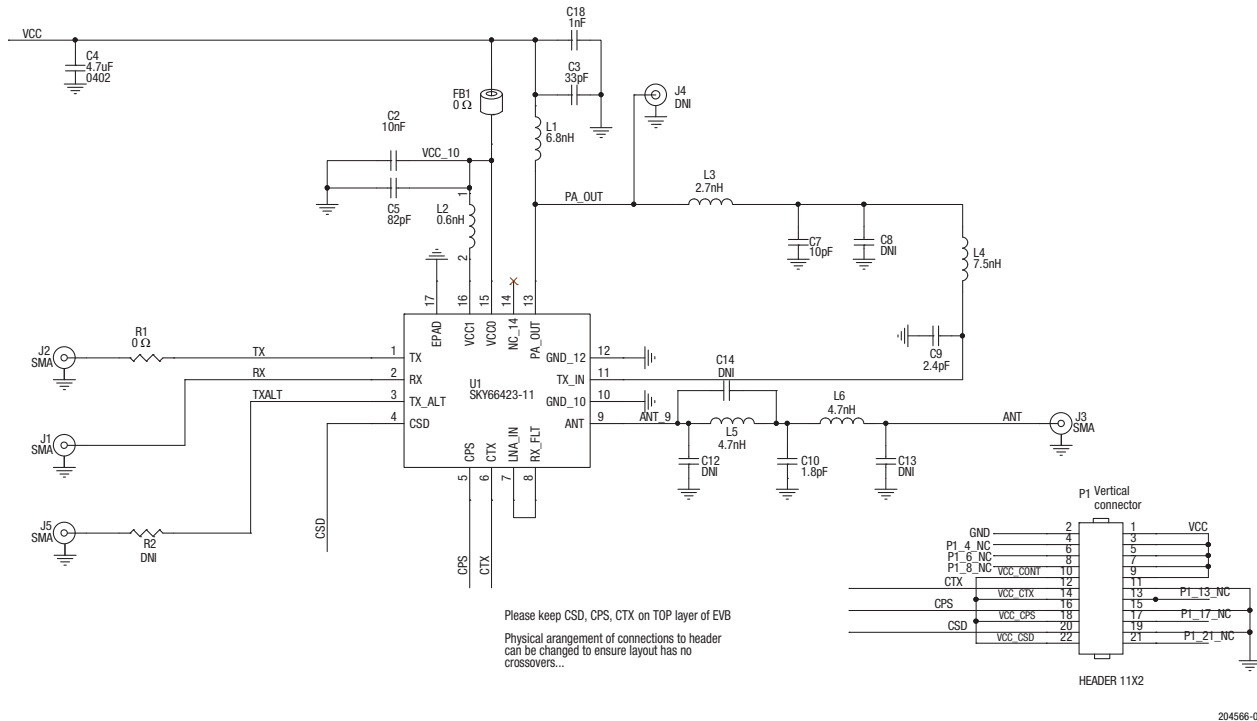 VCC
C4
4.7uF
0402
C18
1nF
C3
33pF
FB1
0 Ω
L1
6.8nH
J4
DNI
C2
10nF
VCC_10
C5
82pF
1
L2
0.6nH
2
PA_OUT
L3
2.7nH
C7
10pF
C8
DNI
L4
7.5nH
C9
2.4pF
17
16
15
14
13
EPAD
VCC1
VCC0
NC_14
PA_OUT
J2
SMA
R1
0 Ω
TX
1
TX
RX
2
RX
TXALT
3
TX_ALT
4
CSD
U1
SKY66423-11
GND_12
12
TX_IN
11
GND_10
10
ANT
9
CPS
CTX
LNA_IN
RX_FLT
5
6
7
8
J1
SMA
J5
SMA
R2
DNI
CSD
CPS
CTX
C14
DNI
ANT_9
L5
4.7nH
L6
4.7nH
ANT
J3
SMA
C12
DNI
C10
1.8pF
C13
DNI
Please keep CSD, CPS, CTX on TOP layer of EVB
Physical arangement of connections to header
can be changed to ensure layout has no
crossovers...
P1 Vertical
connector
GND 2 1 VCC
P1_4_NC 4 3
P1_6_NC 6 5
P1_8_NC 8 7
VCC_CONT 10 9
CTX 12 11
VCC_CTX 14 13 P1_13_NC
CPS 16 15
VCC_CPS 18 17 P1_17_NC
CSD 20 19
VCC_CSD 22 21 P1_21_NC
HEADER 11X2